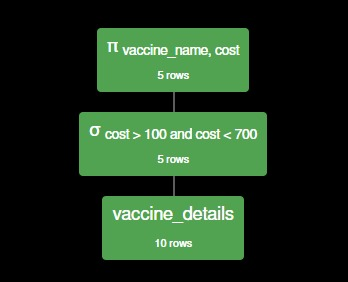 π vaccine_name, cost
5 rows
σ cost > 100 and cost < 700
5 rows
vaccine_details
10 rows